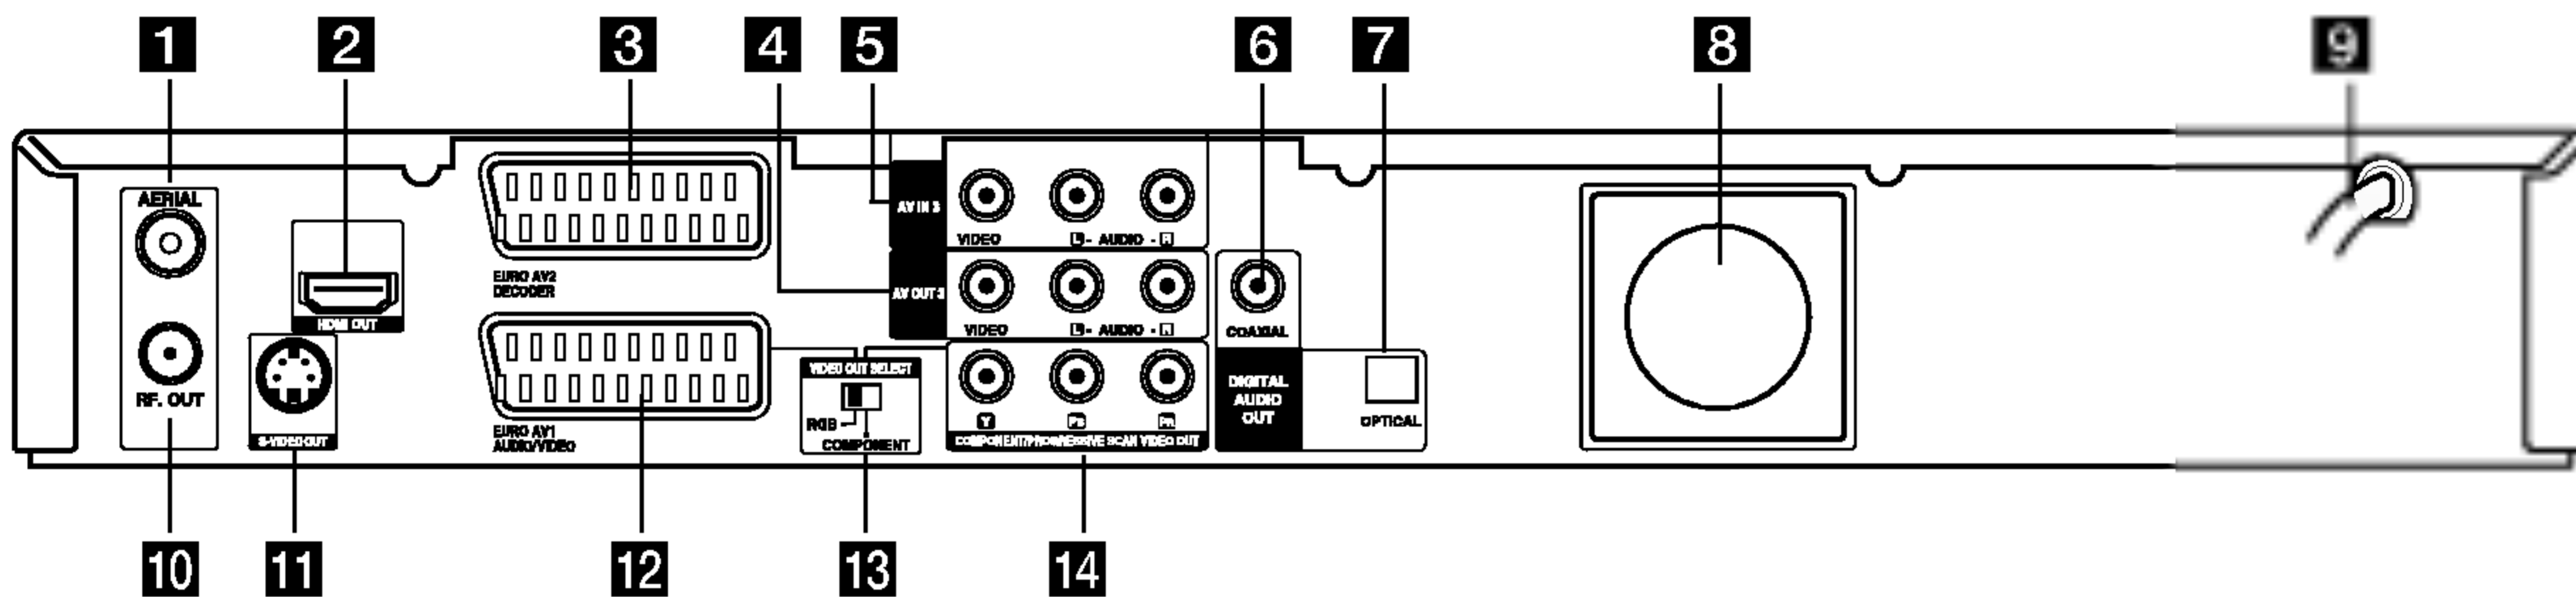 1
2
3
4
5
6
7
8
9
AERIAL
RF. OUT
HDMI OUT
S-VIDEO OUT
EURO AV2
DECODER
EURO AV1
AUDIO/VIDEO
VIDEO OUT SELECT
RGB
COMPONENT
AV IN 3
VIDEO
L - AUDIO - R
AV OUT 3
VIDEO
L - AUDIO - R
Y
PB
PR
COMPONENT/PROGRESSIVE SCAN VIDEO OUT
COAXIAL
DIGITAL
AUDIO
OUT
OPTICAL
10
11
12
13
14